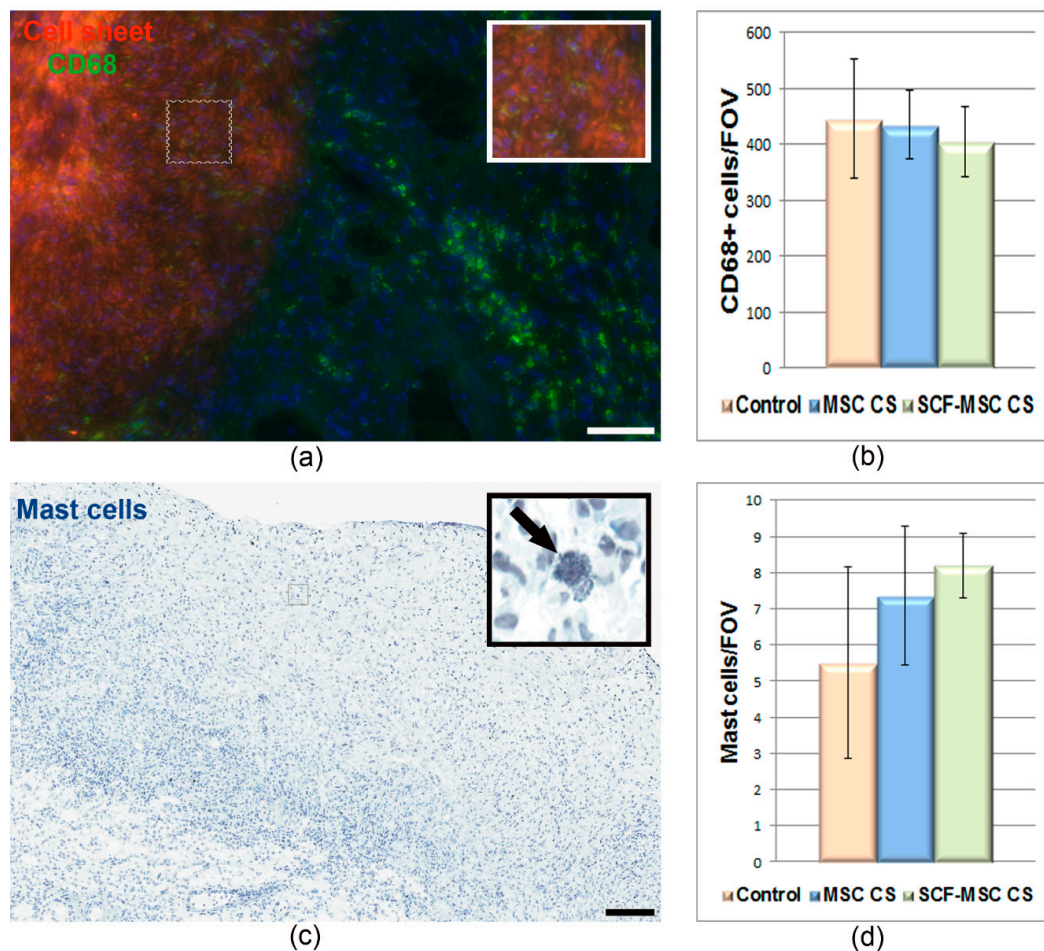 Cell sheet
CD68
(a)
600
500
400
300
200
100
0
CD68+ cells/FOV
Control MSC CS SCF-MSC CS
(b)
Mast cells
(c)
10
9
8
7
6
5
4
3
2
1
0
Mast cells/FOV
Control MSC CS SCF-MSC CS
(d)